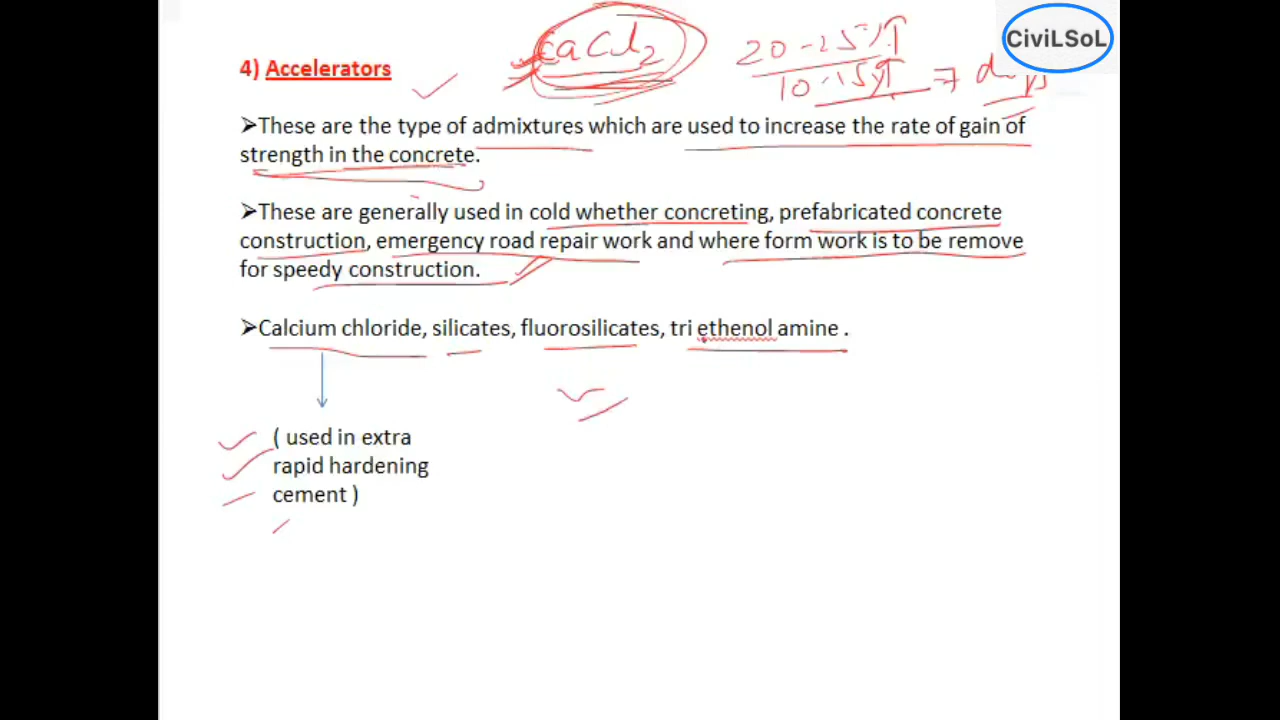 CaCl2
20-25%
10-15%
7 days
CiviLSoL
4) Accelerators
➢These are the type of admixtures which are used to increase the rate of gain of
strength in the concrete.
➢These are generally used in cold whether concreting, prefabricated concrete
construction, emergency road repair work and where form work is to be remove
for speedy construction.
➢Calcium chloride, silicates, fluorosilicates, tri ethenol amine .
( used in extra
rapid hardening
cement )